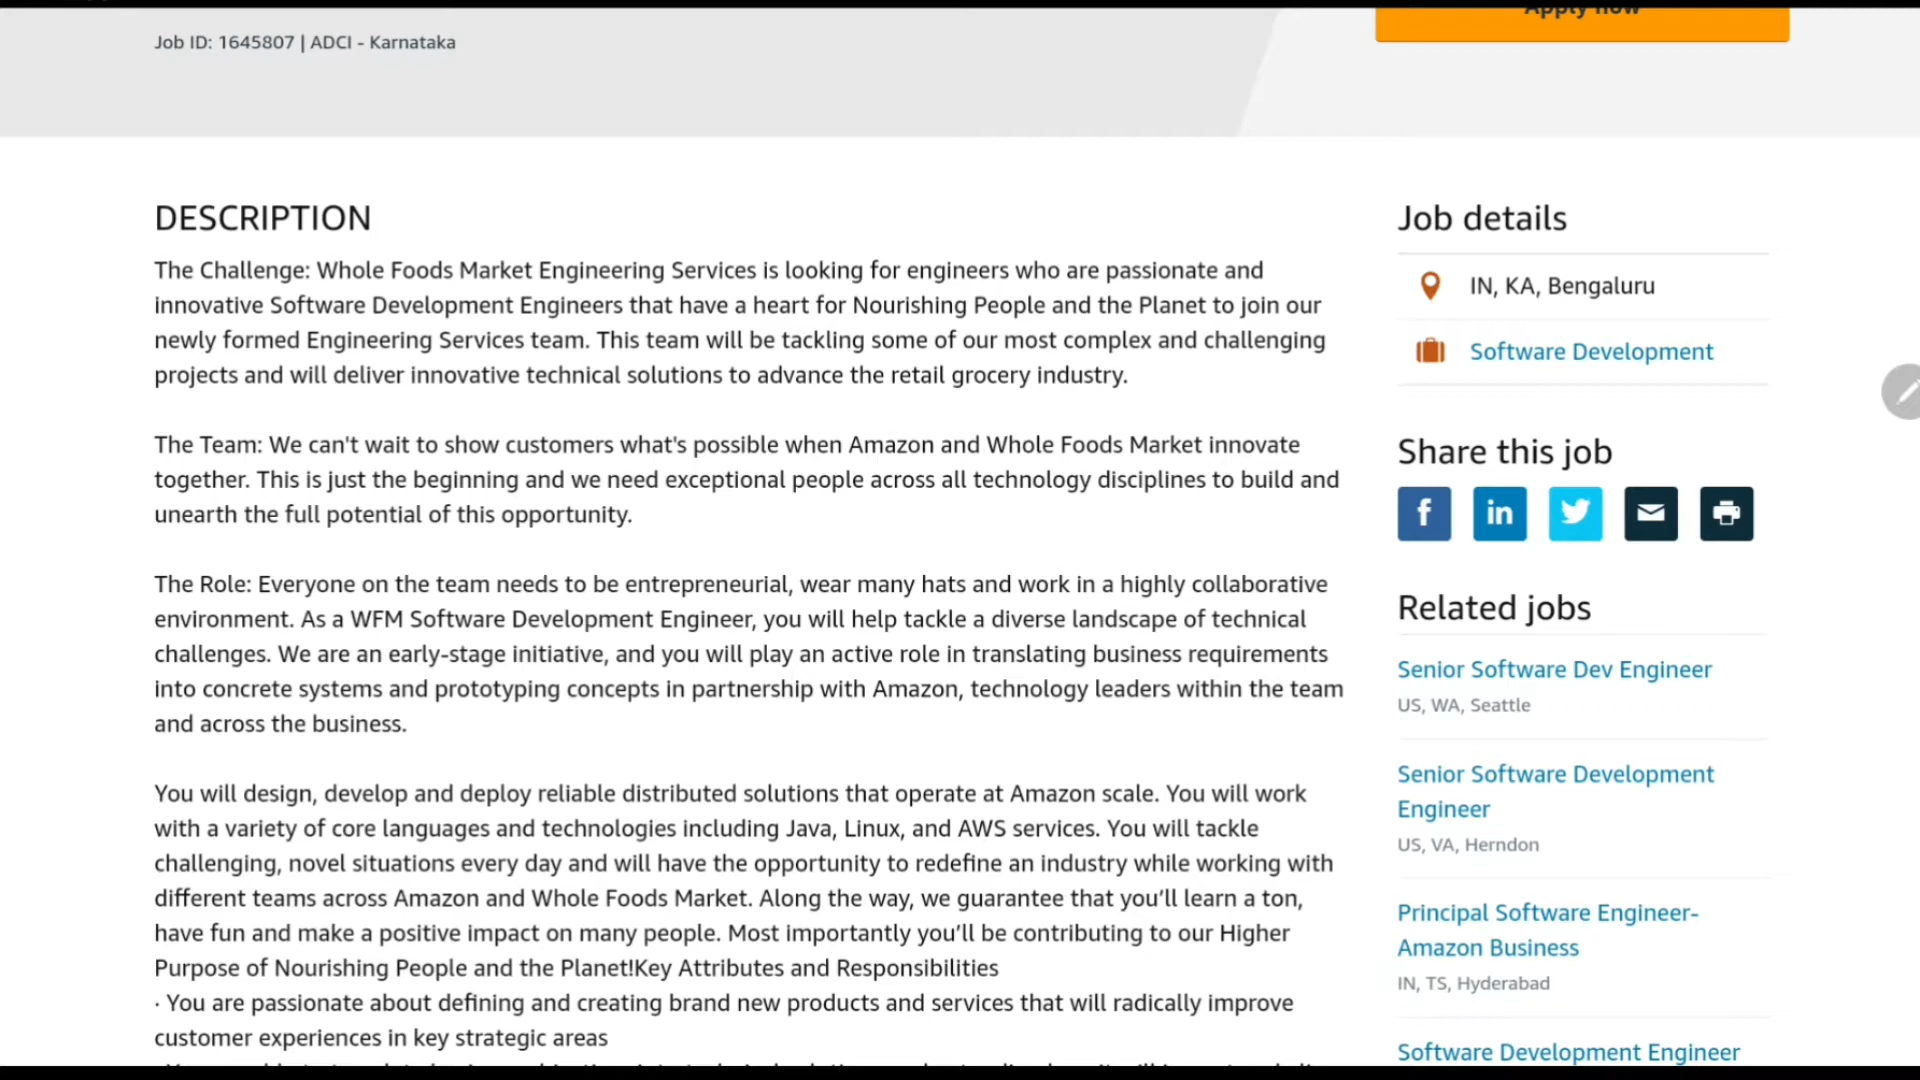 Apply now
Job ID: 1645807 | ADCI - Karnataka
DESCRIPTION
The Challenge: Whole Foods Market Engineering Services is looking for engineers who are passionate and
innovative Software Development Engineers that have a heart for Nourishing People and the Planet to join our
newly formed Engineering Services team. This team will be tackling some of our most complex and challenging
projects and will deliver innovative technical solutions to advance the retail grocery industry.
The Team: We can't wait to show customers what's possible when Amazon and Whole Foods Market innovate
together. This is just the beginning and we need exceptional people across all technology disciplines to build and
unearth the full potential of this opportunity.
The Role: Everyone on the team needs to be entrepreneurial, wear many hats and work in a highly collaborative
environment. As a WFM Software Development Engineer, you will help tackle a diverse landscape of technical
challenges. We are an early-stage initiative, and you will play an active role in translating business requirements
into concrete systems and prototyping concepts in partnership with Amazon, technology leaders within the team
and across the business.
You will design, develop and deploy reliable distributed solutions that operate at Amazon scale. You will work
with a variety of core languages and technologies including Java, Linux, and AWS services. You will tackle
challenging, novel situations every day and will have the opportunity to redefine an industry while working with
different teams across Amazon and Whole Foods Market. Along the way, we guarantee that you’ll learn a ton,
have fun and make a positive impact on many people. Most importantly you’ll be contributing to our Higher
Purpose of Nourishing People and the Planet!Key Attributes and Responsibilities
· You are passionate about defining and creating brand new products and services that will radically improve
customer experiences in key strategic areas
Job details
IN, KA, Bengaluru
Software Development
Share this job
Related jobs
Senior Software Dev Engineer
US, WA, Seattle
Senior Software Development
Engineer
US, VA, Herndon
Principal Software Engineer-
Amazon Business
IN, TS, Hyderabad
Software Development Engineer